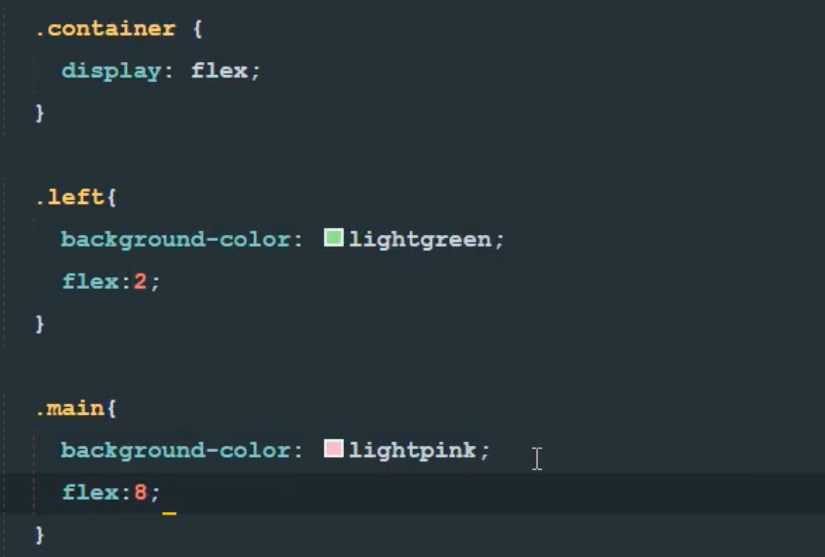 .container {
display: flex;
}
.left{
background-color: lightgreen;
flex:2;
}
.main{
background-color: lightpink;
flex:8;
}